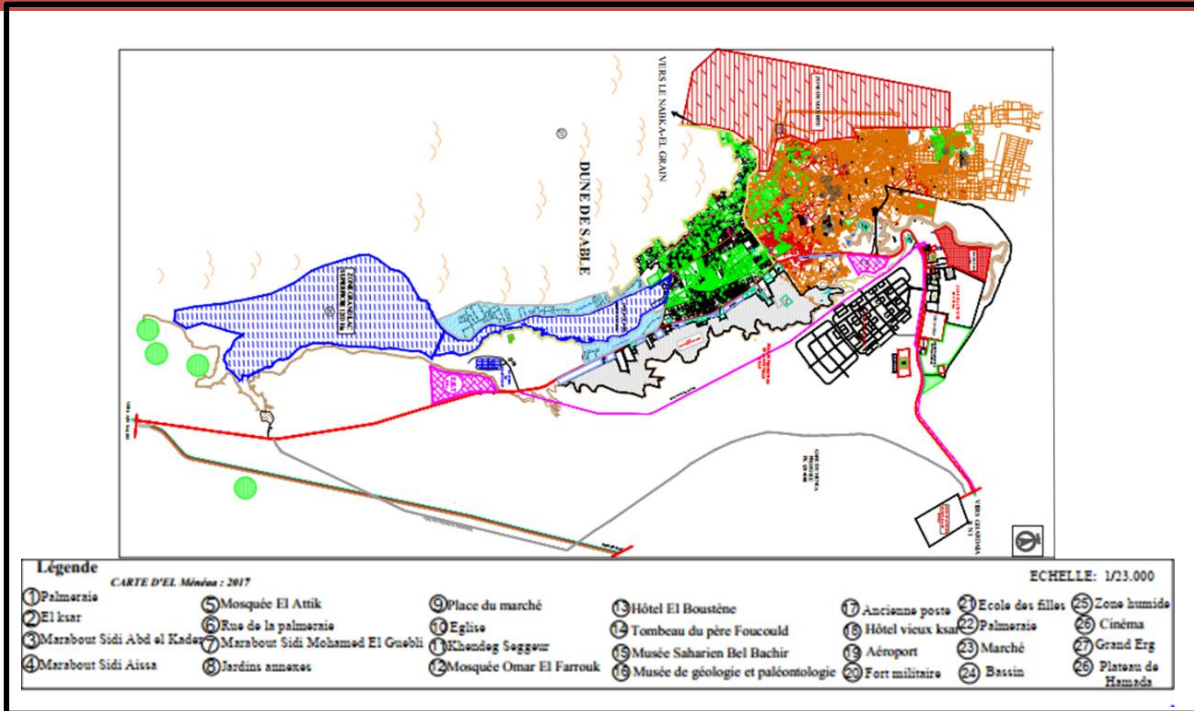 VERS LE NABKA-EL GRAIN
DUNE DE SABLE
Légende
CARTE D'EL Ménéa : 2017
ECHELLE: 1/23.000
1 Palmeraie
2 El ksar
3 Marabout Sidi Abd el Kader
4 Marabout Sidi Aissa
5 Mosquée El Attik
6 Rue de la palmeraie
7 Marabout Sidi Mohamed El Guebli
8 Jardins annexes
9 Place du marché
10 Eglise
11 Khendeg Seggeur
12 Mosquée Omar El Farrouk
13 Hôtel El Boustène
14 Tombeau du père Foucould
15 Musée Saharien Bel Bachir
16 Musée de géologie et paléontologie
17 Ancienne poste
18 Hôtel vieux ksar
19 Aéroport
20 Fort militaire
21 Ecole des filles
22 Palmeraie
23 Marché
24 Bassin
25 Zone humide
26 Cinéma
27 Grand Erg
26 Plateau de
Hamada